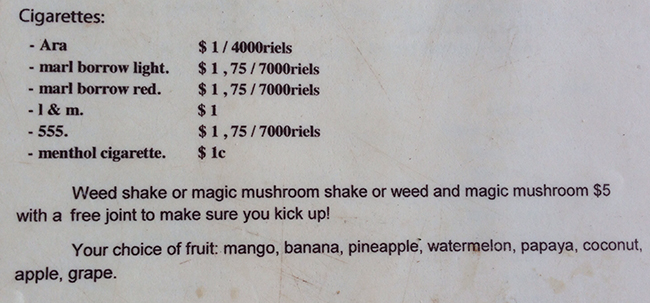 Cigarettes:
- Ara $ 1 / 4000riels
- marl borrow light. $ 1 , 75 / 7000riels
- marl borrow red. $ 1 , 75 / 7000riels
- l & m. $ 1
- 555. $ 1 , 75 / 7000riels
- menthol cigarette. $ 1c
Weed shake or magic mushroom shake or weed and magic mushroom $5
with a free joint to make sure you kick up!
Your choice of fruit: mango, banana, pineapple, watermelon, papaya, coconut,
apple, grape.